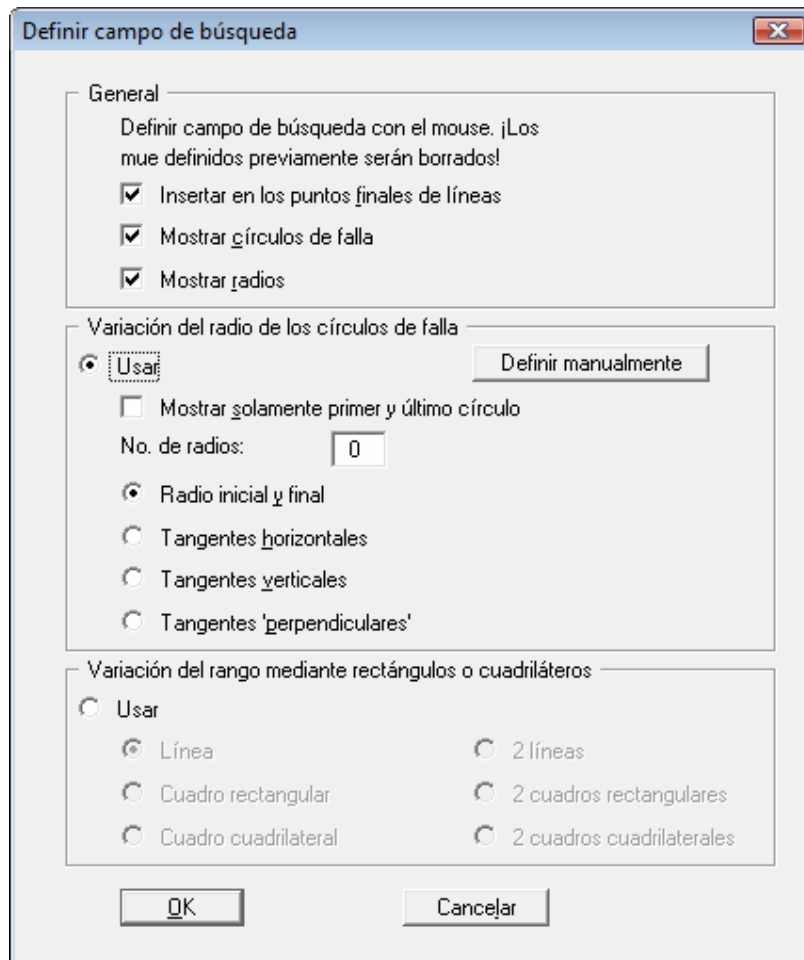 Definir campo de búsqueda
General
Definir campo de búsqueda con el mouse. ¡Los
mue definidos previamente serán borrados!
Insertar en los puntos finales de líneas
Mostrar círculos de falla
Mostrar radios
Variación del radio de los círculos de falla
Usar
Definir manualmente
Mostrar solamente primer y último círculo
No. de radios: 0
Radio inicial y final
Tangentes horizontales
Tangentes verticales
Tangentes 'perpendiculares'
Variación del rango mediante rectángulos o cuadriláteros
Usar
Línea
2 líneas
Cuadro rectangular
2 cuadros rectangulares
Cuadro cuadrilateral
2 cuadros cuadrilaterales
OK
Cancelar